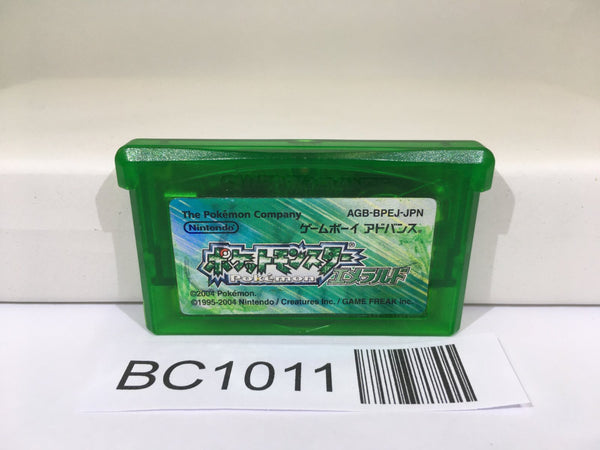 The Pokémon Company
AGB-BPEJ-JPN
Nintendo
ゲームボーイ アドバンス®
ポケットモンスター®
Pokémon
エメラルド
©2004 Pokémon.
©1995-2004 Nintendo / Creatures Inc. / GAME FREAK inc.
BC1011